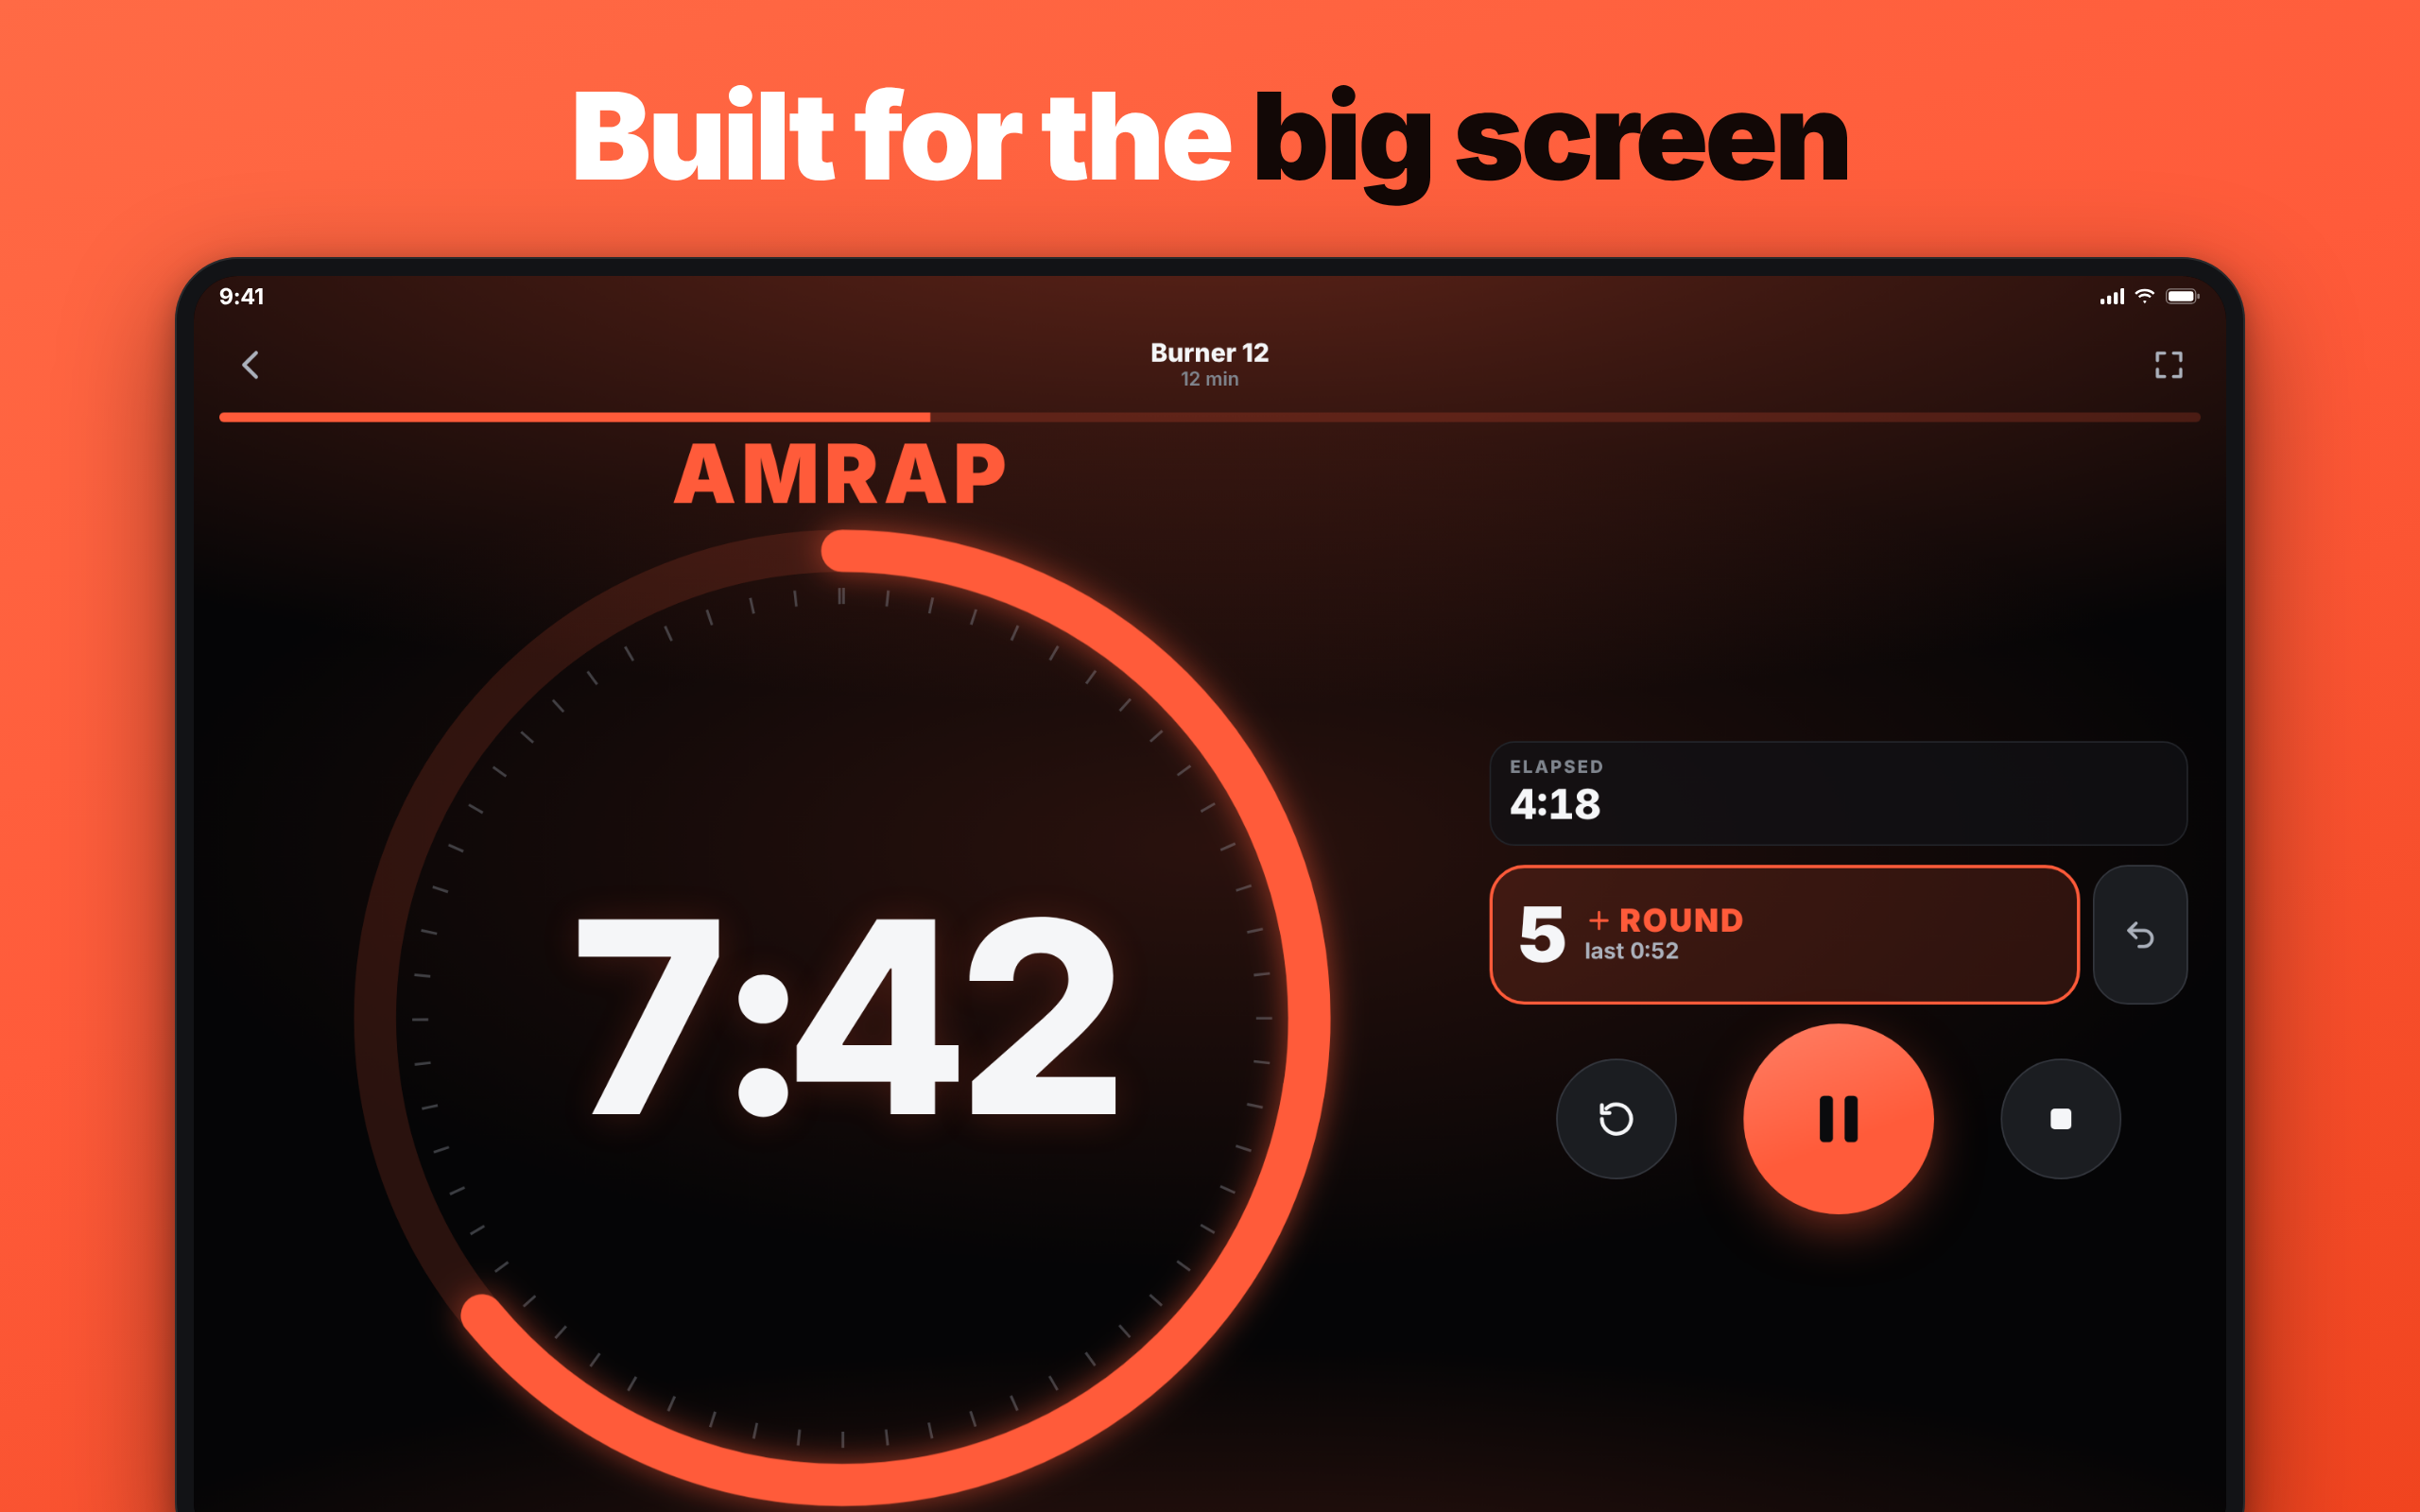 Built for the big screen
9:41
Burner 12
12 min
AMRAP
7:42
ELAPSED
4:18
5
+ ROUND
last 0:52